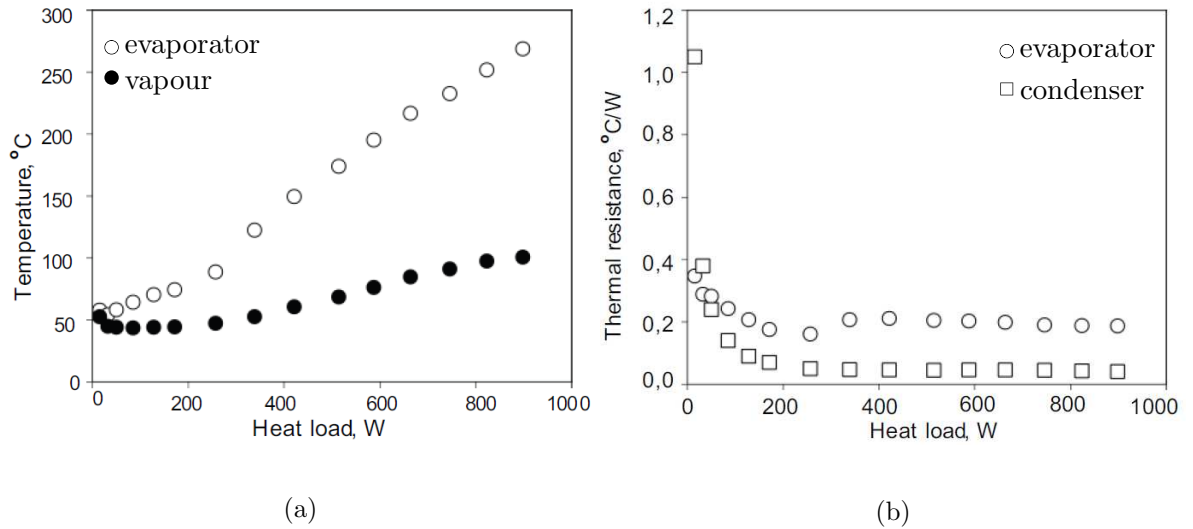 300
250
200
150
100
50
0
Temperature, °C
evaporator
vapour
0 200 400 600 800 1000
Heat load, W
(a)
1,2
1,0
0,8
0,6
0,4
0,2
0,0
Thermal resistance, °C/W
evaporator
condenser
0 200 400 600 800 1000
Heat load, W
(b)